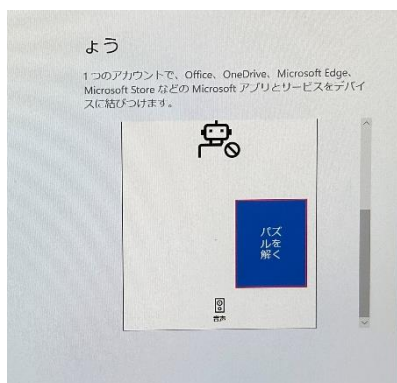 よう
1 つのアカウントで、Office、OneDrive、Microsoft Edge、
Microsoft Store などの Microsoft アプリとリービスをデバイ
スに結びつけます。
パズ
ルを
解く
音声